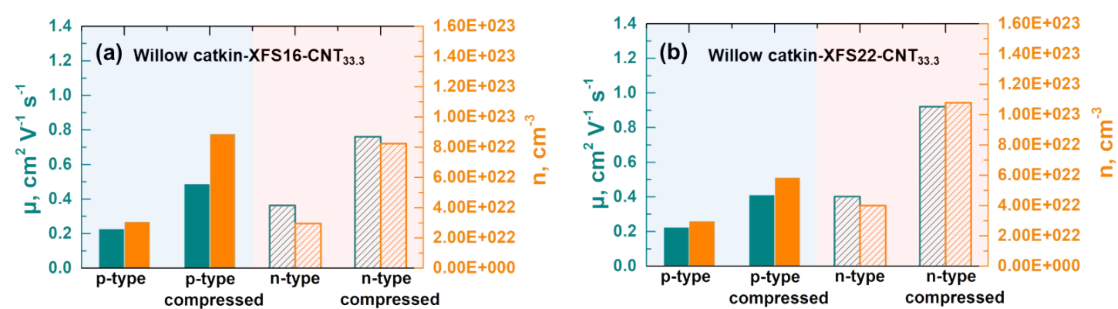 (a) Willow catkin-XFS16-CNT33.3
μ, cm² V⁻¹ s⁻¹
1.4
1.2
1.0
0.8
0.6
0.4
0.2
0.0
1.60E+023
1.40E+023
1.20E+023
1.00E+023
8.00E+022
6.00E+022
4.00E+022
2.00E+022
0.00E+000
n, cm⁻³
p-type
p-type compressed
n-type
n-type compressed
(b) Willow catkin-XFS22-CNT33.3
μ, cm² V⁻¹ s⁻¹
1.4
1.2
1.0
0.8
0.6
0.4
0.2
0.0
1.60E+023
1.40E+023
1.20E+023
1.00E+023
8.00E+022
6.00E+022
4.00E+022
2.00E+022
0.00E+000
n, cm⁻³
p-type
p-type compressed
n-type
n-type compressed